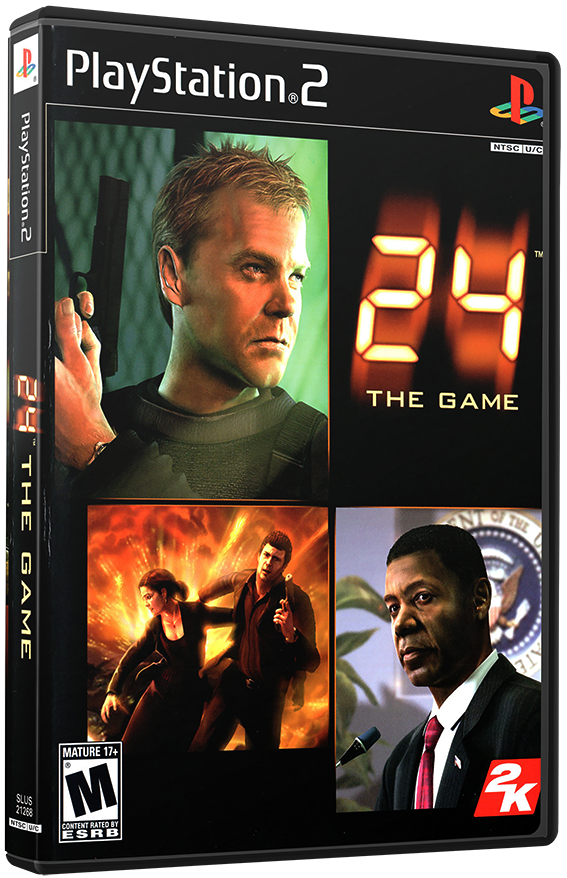 PlayStation®2
NTSC U/C
PlayStation®2
24™
THE GAME
24™ THE GAME
MATURE 17+
M®
CONTENT RATED BY
ESRB
SLUS
21268
NTSC U/C
2K